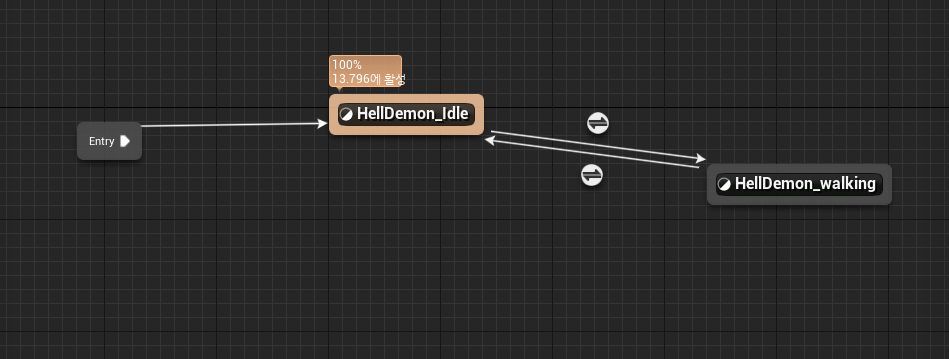 100%
13.796에 활성
HellDemon_Idle
Entry
HellDemon_walking